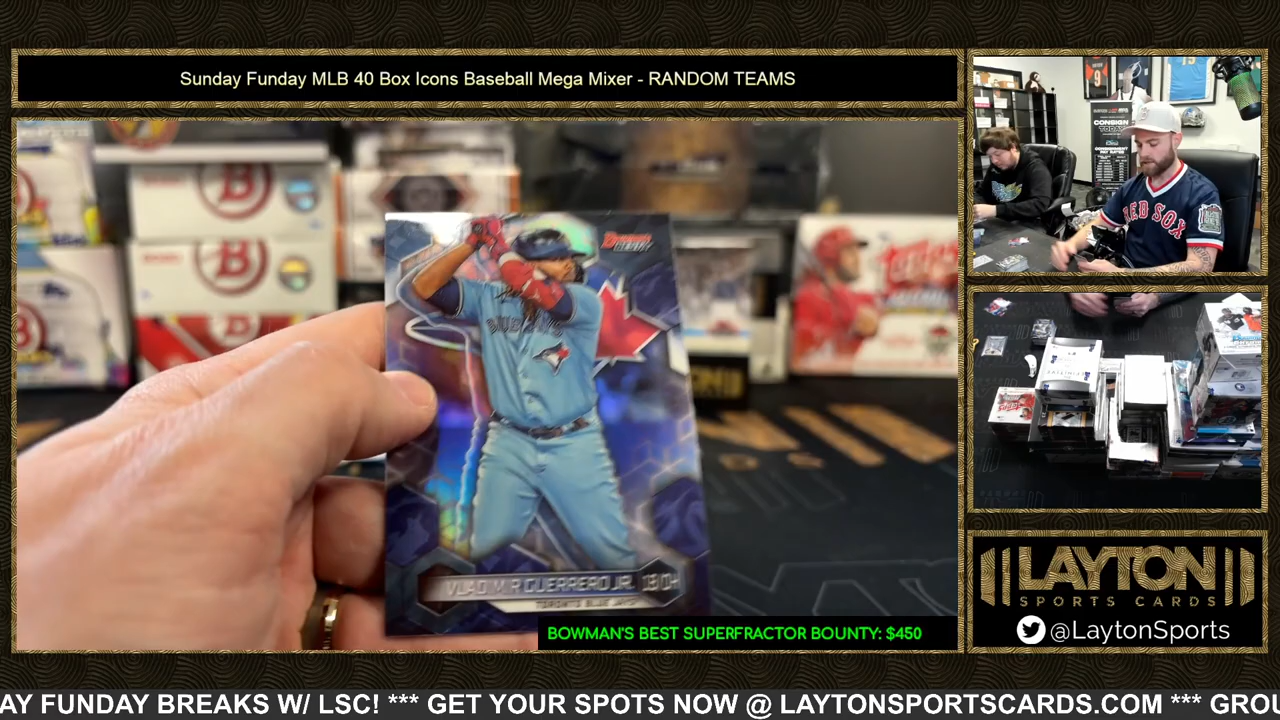 Sunday Funday MLB 40 Box Icons Baseball Mega Mixer - RANDOM TEAMS
Bowman's
BEST
VLADIMIR GUERRERO JR.
TORONTO BLUE JAYS
BOWMAN'S BEST SUPERFRACTOR BOUNTY: $450
CONSIGN
TODAY
RED SOX
LAYTON
SPORTS CARDS
@LaytonSports
AY FUNDAY BREAKS W/ LSC! *** GET YOUR SPOTS NOW @ LAYTONSPORTSCARDS.COM *** GROU